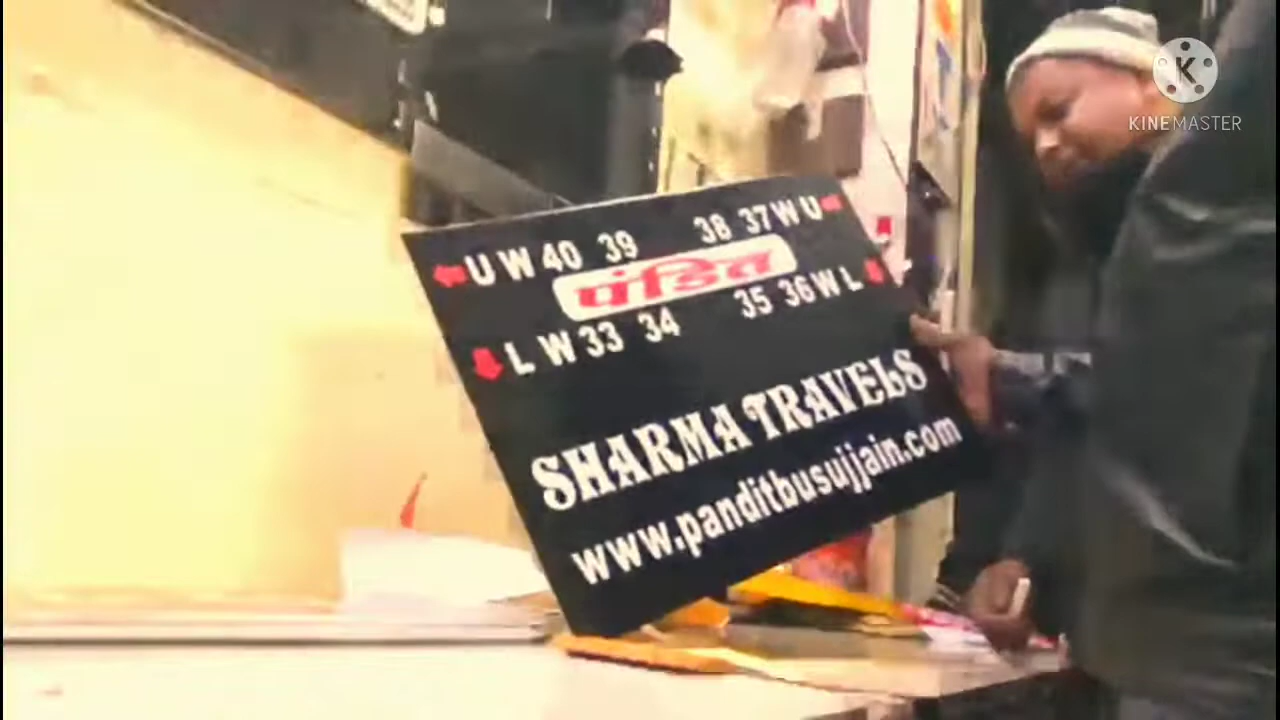 K
KINEMASTER
U W 40 39 38 37 W U
पंडित
L W 33 34 35 36 W L
SHARMA TRAVELS
www.panditbusujjain.com